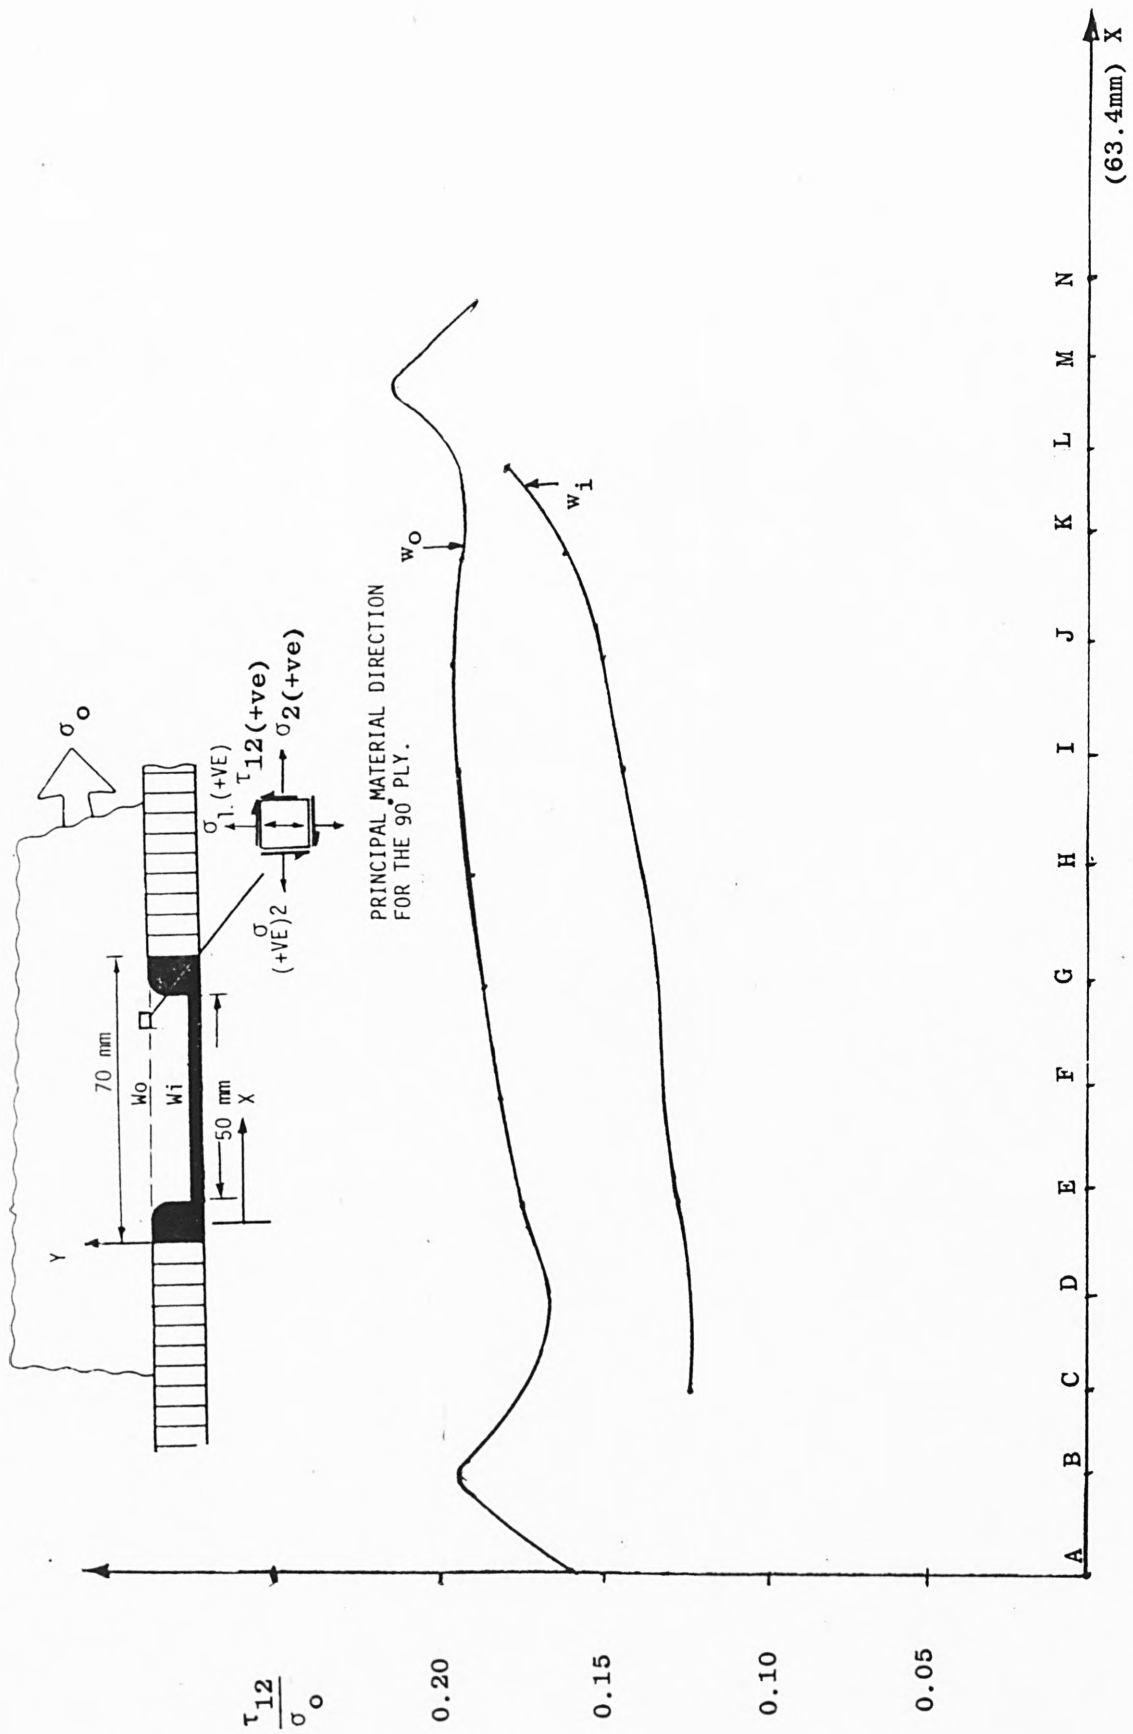 σo
70 mm
Y
Wo
Wi
50 mm
X
σ1.(+VE)
τ12(+ve)
σ2(+ve)
σ
(+VE)2
PRINCIPAL MATERIAL DIRECTION
FOR THE 90° PLY.
τ12
σo
0.20
0.15
0.10
0.05
wo
wi
A B C D E F G H I J K L M N
(63.4mm) X